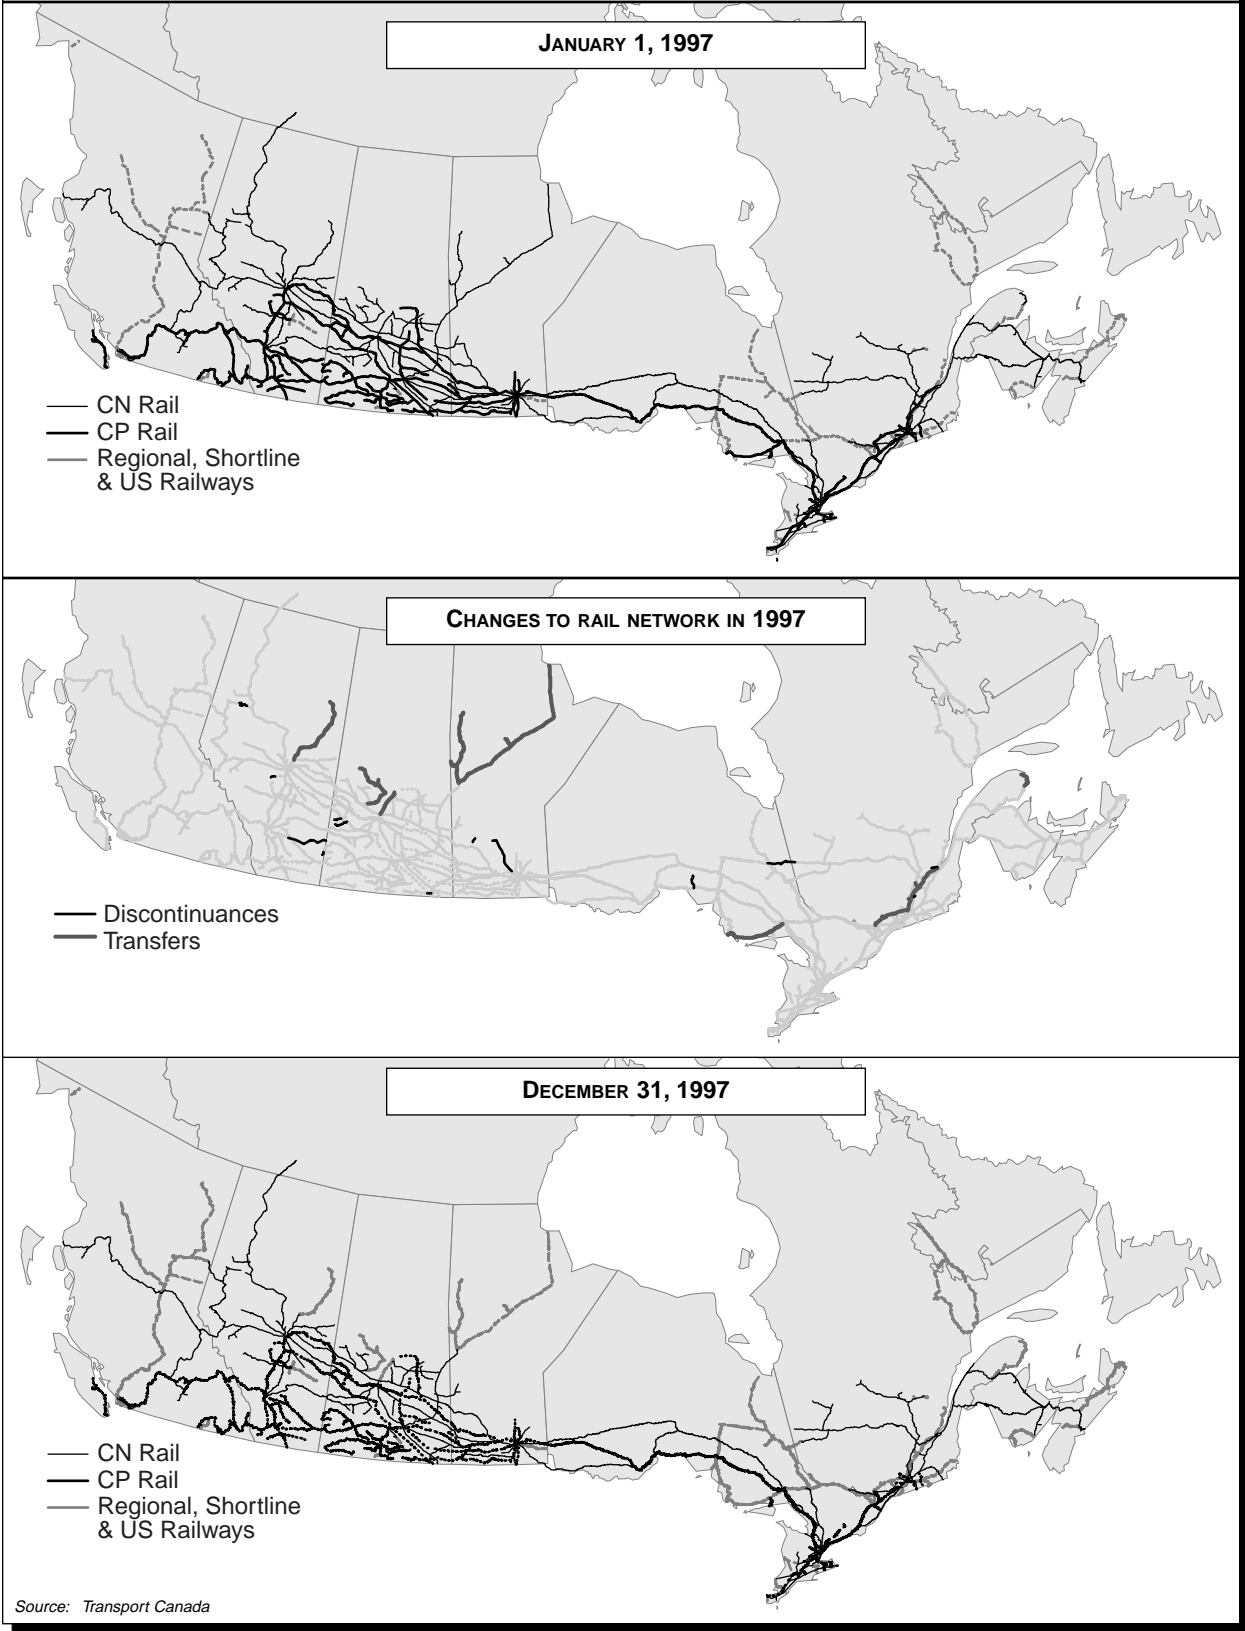 JANUARY 1, 1997
CN Rail
CP Rail
Regional, Shortline
& US Railways
CHANGES TO RAIL NETWORK IN 1997
Discontinuances
Transfers
DECEMBER 31, 1997
CN Rail
CP Rail
Regional, Shortline
& US Railways
Source: Transport Canada